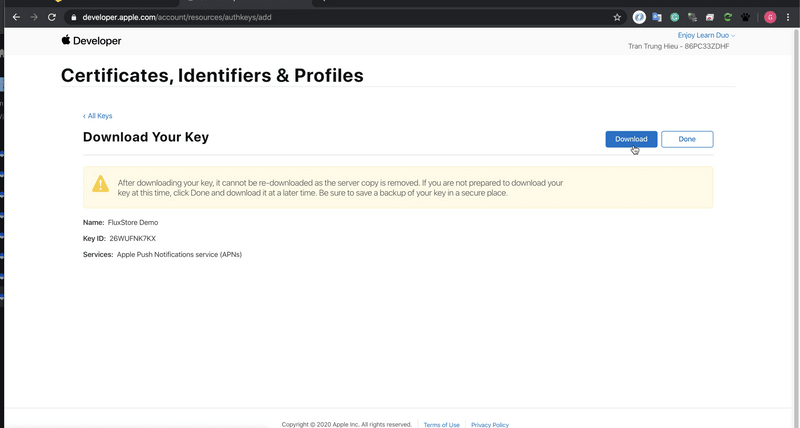 developer.apple.com/account/resources/authkeys/add
G
Developer
Enjoy Learn Duo
Tran Trung Hieu - 86PC33ZDHF
Certificates, Identifiers & Profiles
‹ All Keys
Download Your Key
Download
Done
After downloading your key, it cannot be re-downloaded as the server copy is removed. If you are not prepared to download your
key at this time, click Done and download it at a later time. Be sure to save a backup of your key in a secure place.
Name: FluxStore Demo
Key ID: 26WUFNK7KX
Services: Apple Push Notifications service (APNs)
Copyright © 2020 Apple Inc. All rights reserved. Terms of Use Privacy Policy